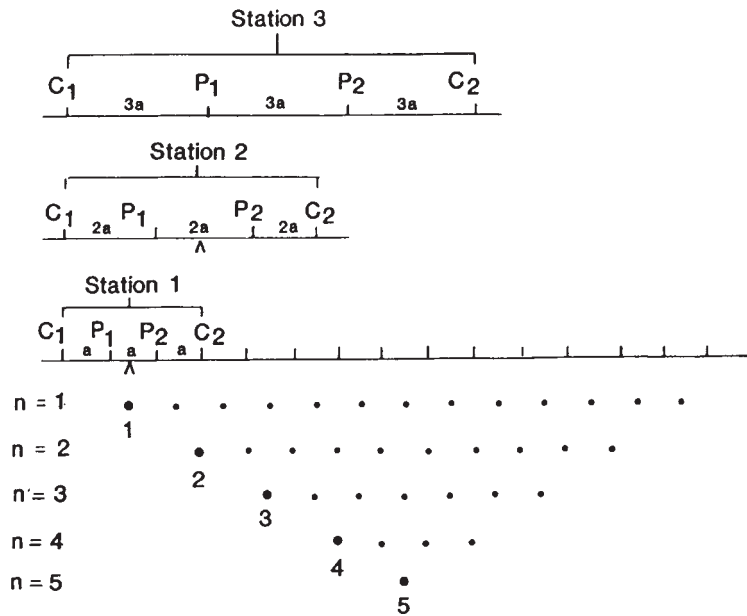 Station 3
C1 P1 P2 C2
3a 3a 3a
Station 2
C1 P1 P2 C2
2a 2a 2a
Station 1
C1 P1 P2 C2
a a a
n = 1
1
n = 2
2
n = 3
3
n = 4
4
n = 5
5